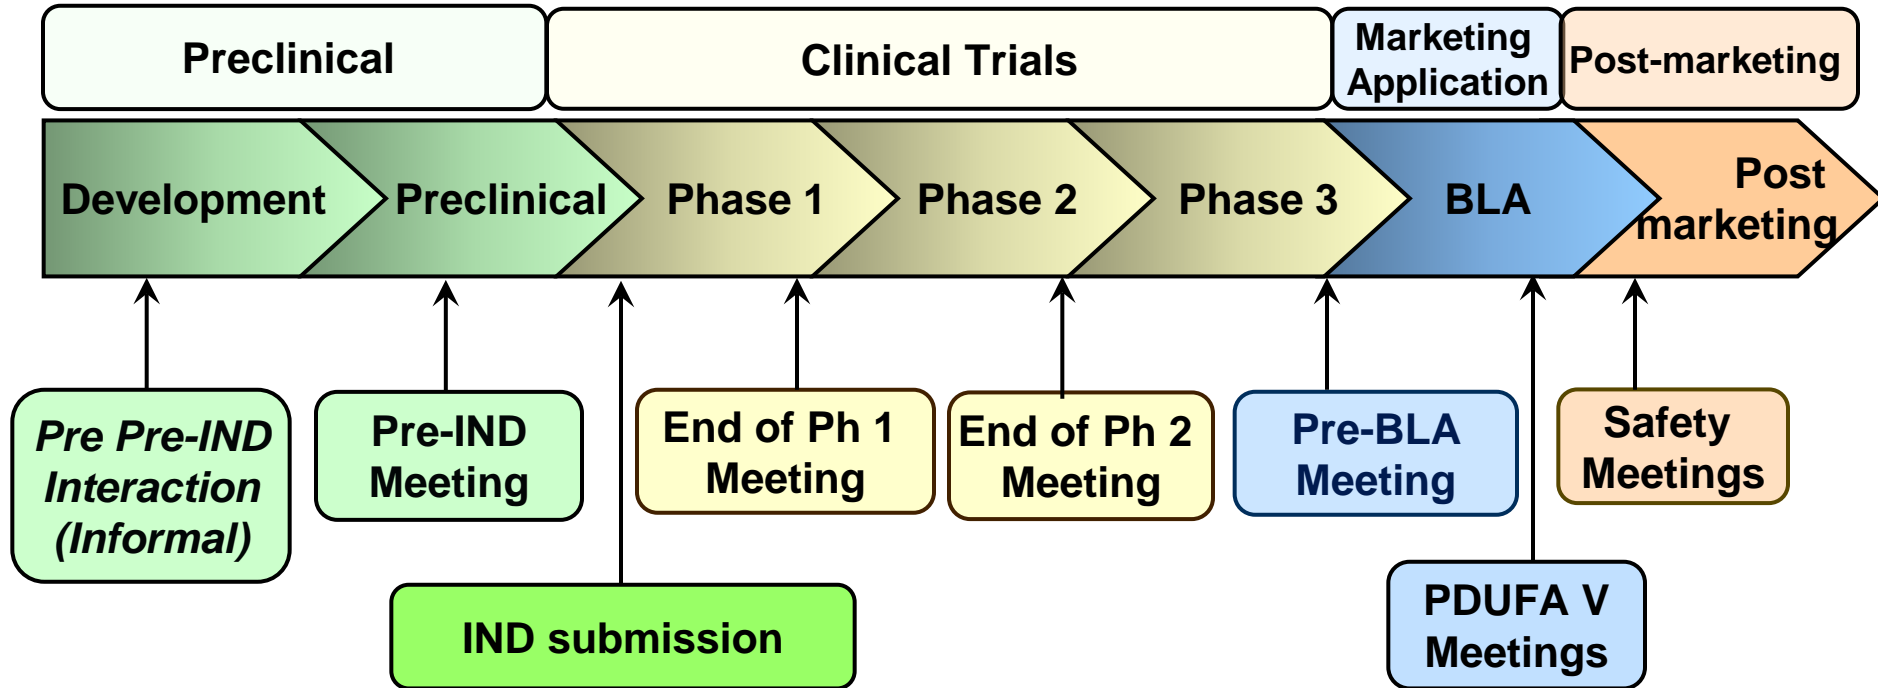 Preclinical
Clinical Trials
Marketing
Application
Post-marketing
Development
Preclinical
Phase 1
Phase 2
Phase 3
BLA
Post
marketing
Pre Pre-IND
Interaction
(Informal)
Pre-IND
Meeting
End of Ph 1
Meeting
End of Ph 2
Meeting
Pre-BLA
Meeting
Safety
Meetings
IND submission
PDUFA V
Meetings